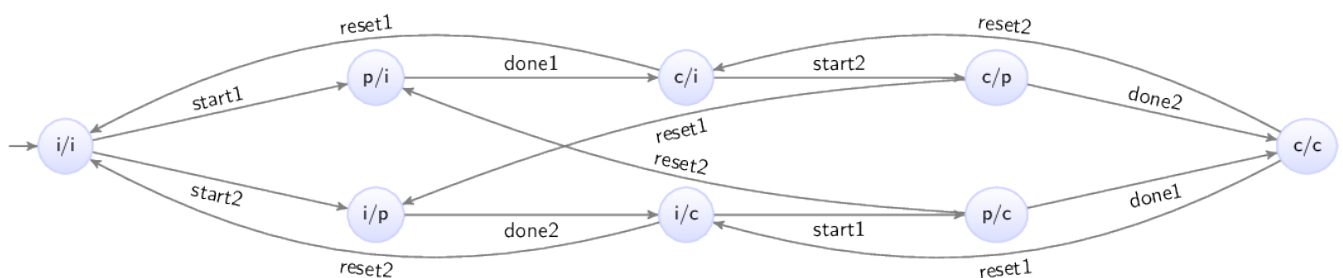 reset1
reset2
p/i
done1
c/i
start2
c/p
start1
done2
i/i
reset1
c/c
reset2
start2
done1
i/p
done2
i/c
start1
p/c
reset2
reset1